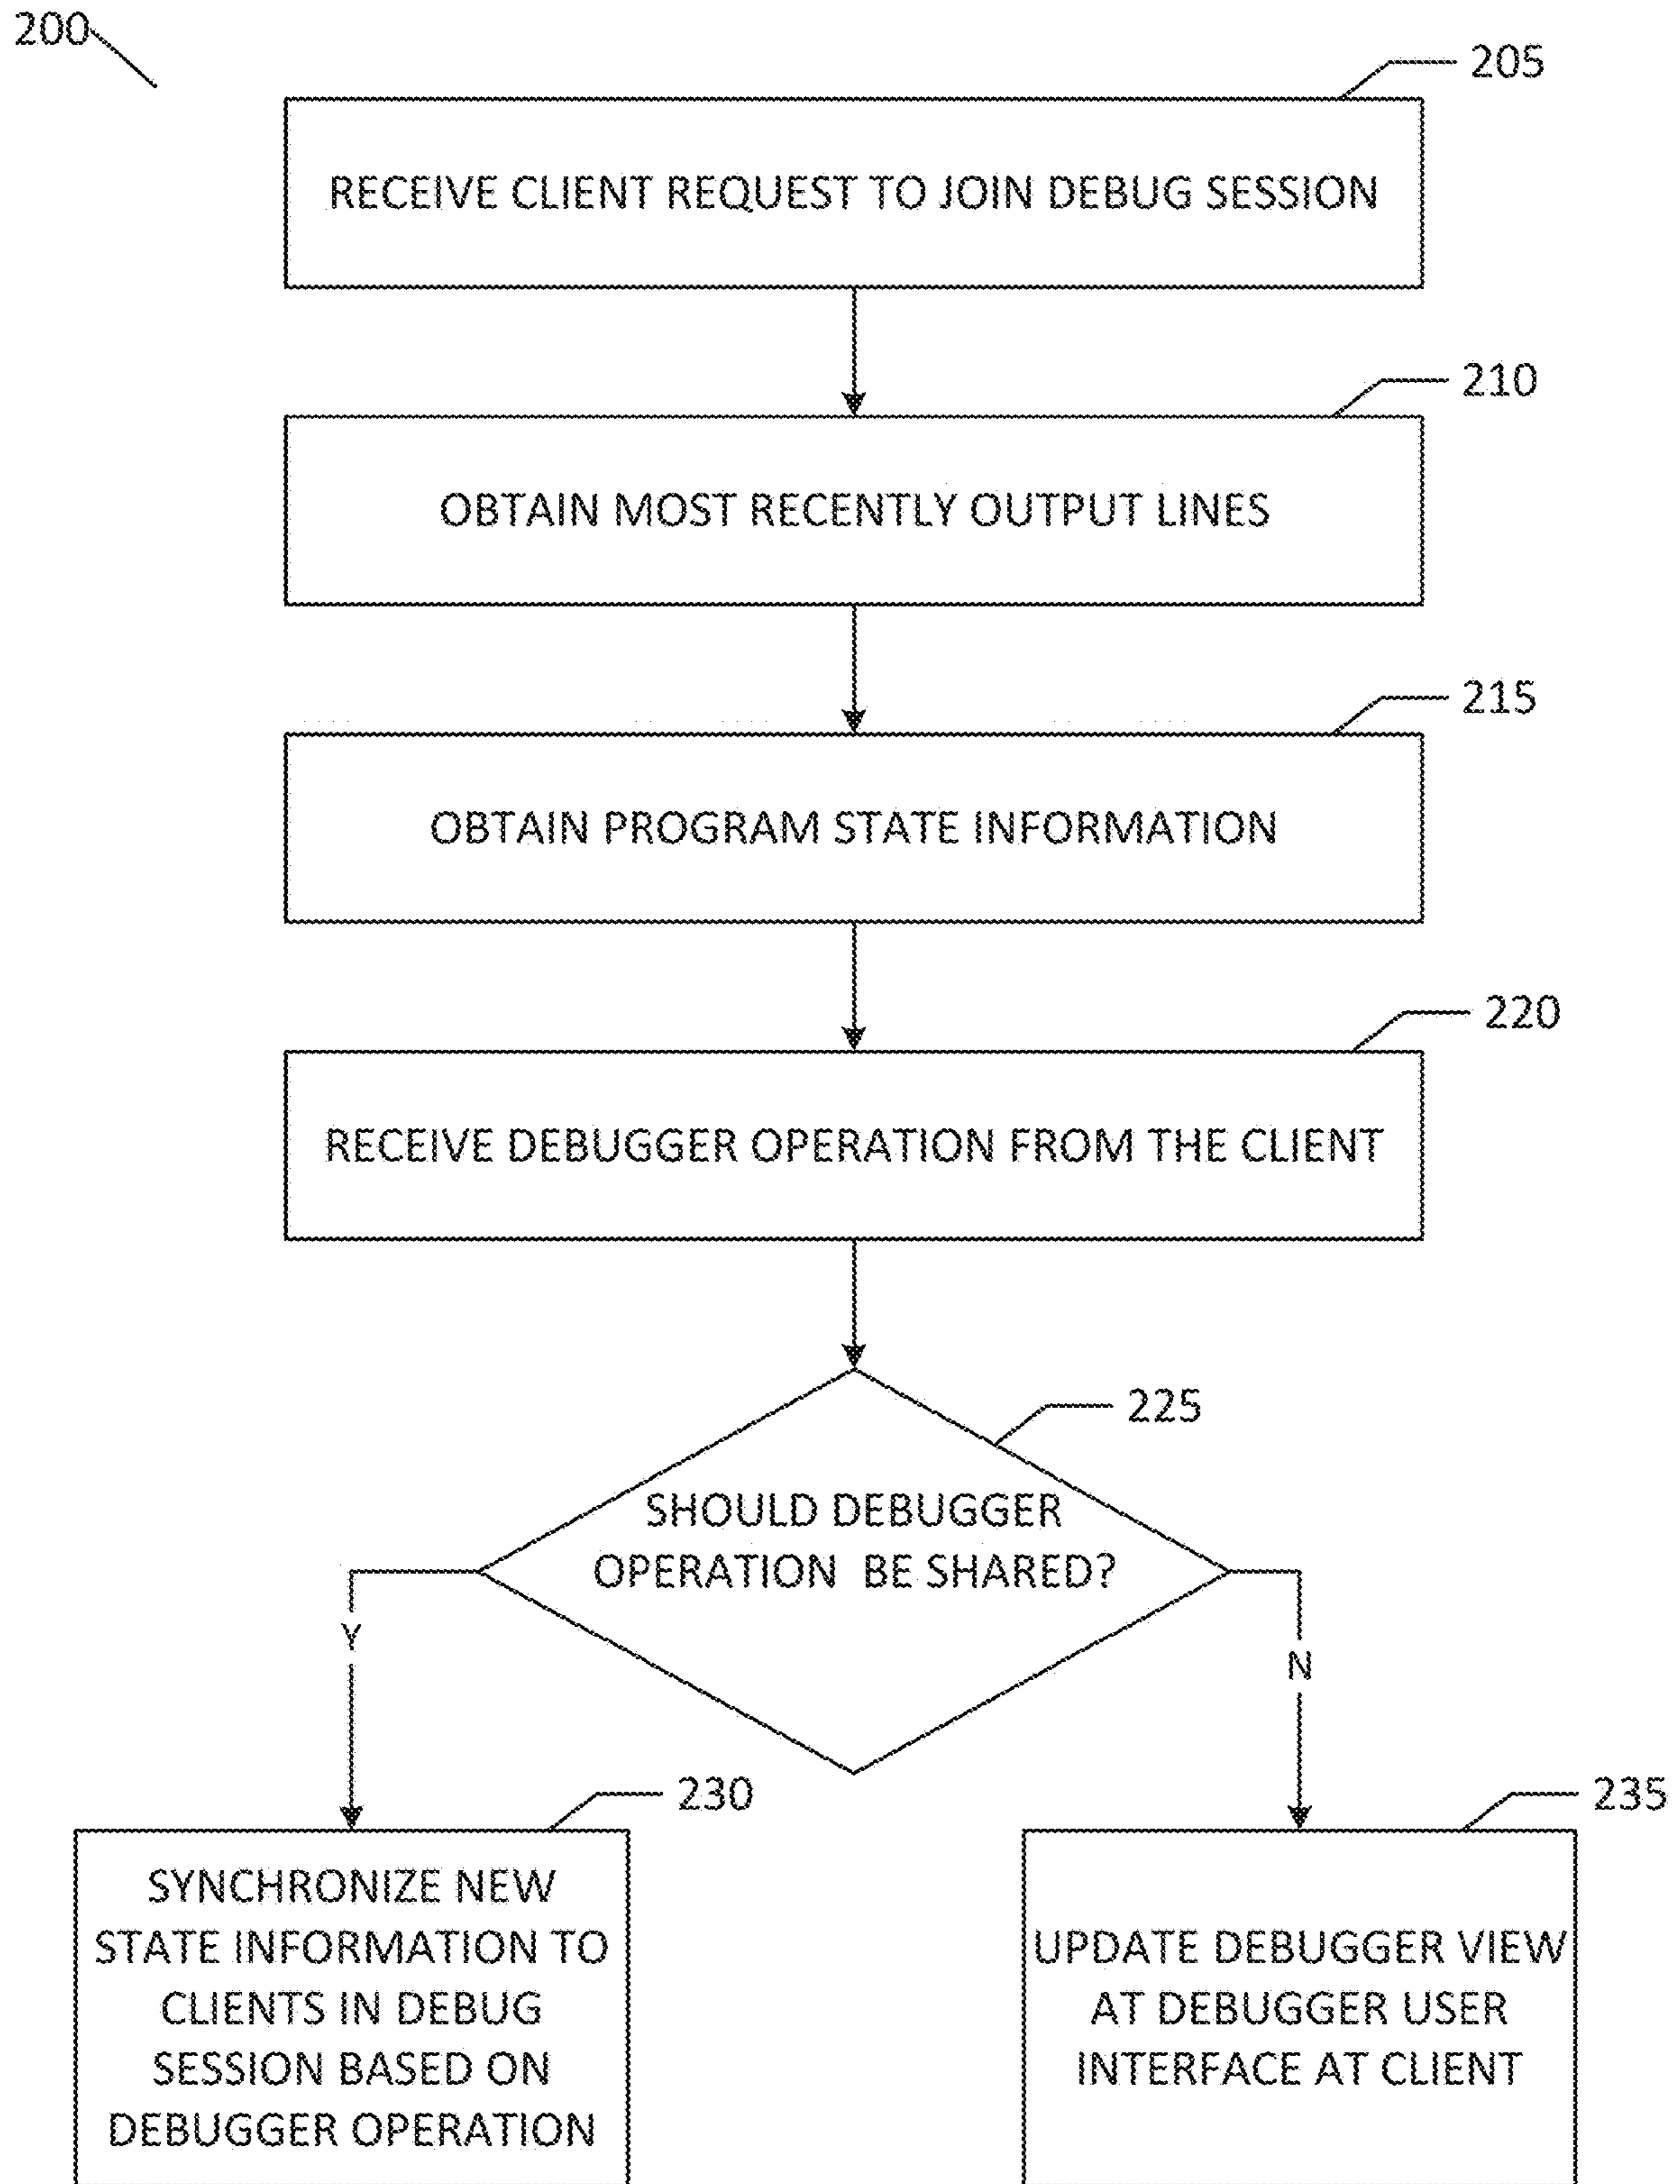 200
205
RECEIVE CLIENT REQUEST TO JOIN DEBUG SESSION
210
OBTAIN MOST RECENTLY OUTPUT LINES
215
OBTAIN PROGRAM STATE INFORMATION
220
RECEIVE DEBUGGER OPERATION FROM THE CLIENT
225
SHOULD DEBUGGER
OPERATION BE SHARED?
Y
N
230
SYNCHRONIZE NEW
STATE INFORMATION TO
CLIENTS IN DEBUG
SESSION BASED ON
DEBUGGER OPERATION
235
UPDATE DEBUGGER VIEW
AT DEBUGGER USER
INTERFACE AT CLIENT